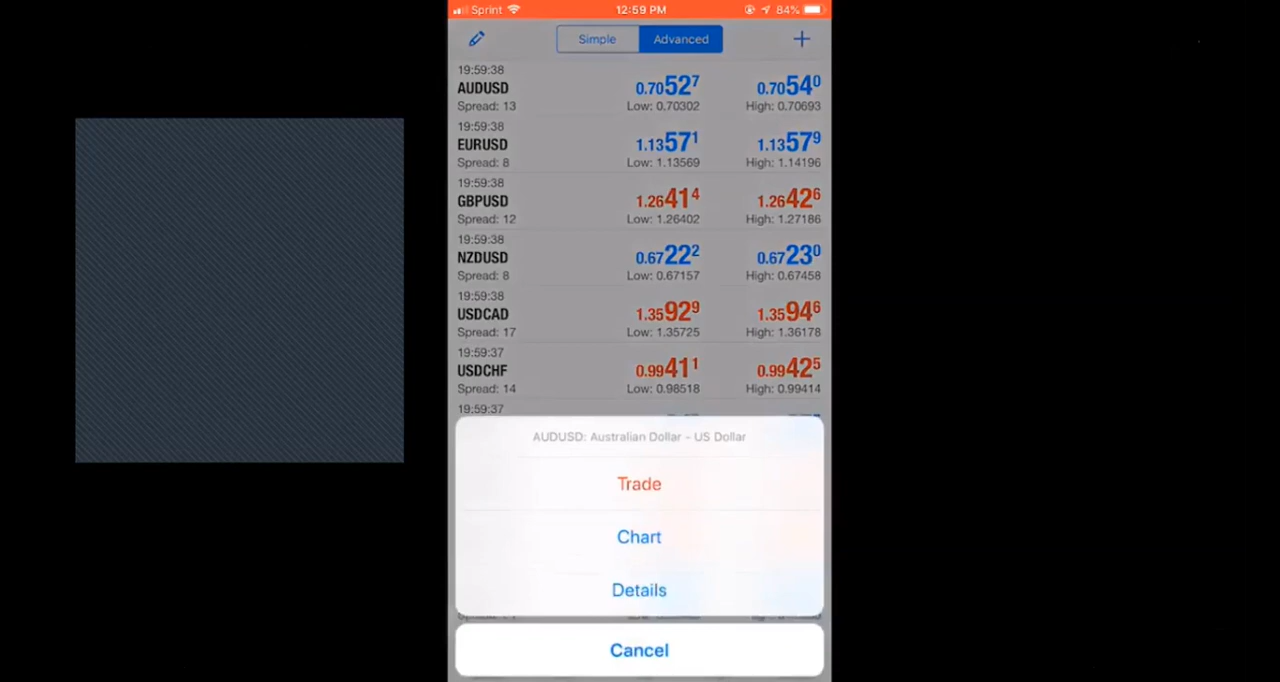 Sprint 12:59 PM 84%
Simple Advanced
19:59:38
AUDUSD 0.70527 0.70540
Spread: 13 Low: 0.70302 High: 0.70693
19:59:38
EURUSD 1.13571 1.13579
Spread: 8 Low: 1.13569 High: 1.14196
19:59:38
GBPUSD 1.26414 1.26426
Spread: 12 Low: 1.26402 High: 1.27186
19:59:38
NZDUSD 0.67222 0.67230
Spread: 8 Low: 0.67157 High: 0.67458
19:59:38
USDCAD 1.35929 1.35946
Spread: 17 Low: 1.35725 High: 1.36178
19:59:37
USDCHF 0.99411 0.99425
Spread: 14 Low: 0.98518 High: 0.99414
19:59:37
AUDUSD: Australian Dollar - US Dollar
Trade
Chart
Details
Cancel